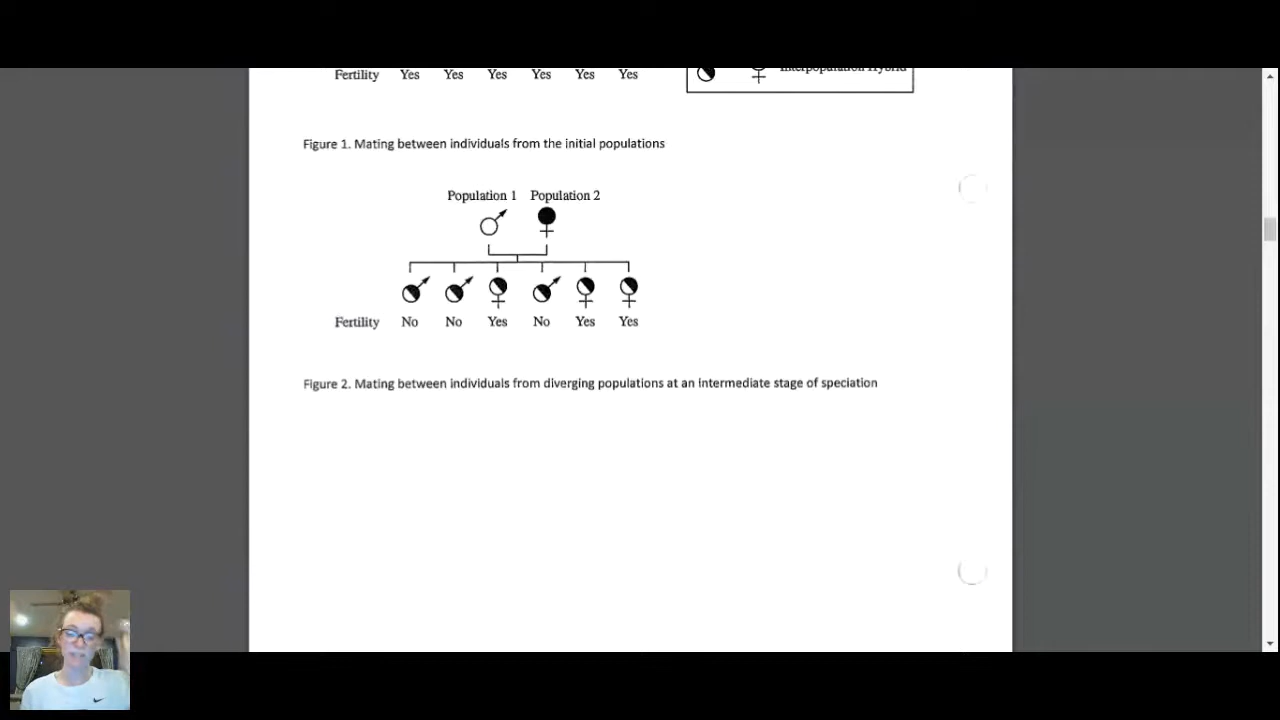 Fertility Yes Yes Yes Yes Yes Yes
Interpopulation Hybrid
Figure 1. Mating between individuals from the initial populations
Population 1 Population 2
Fertility No No Yes No Yes Yes
Figure 2. Mating between individuals from diverging populations at an intermediate stage of speciation